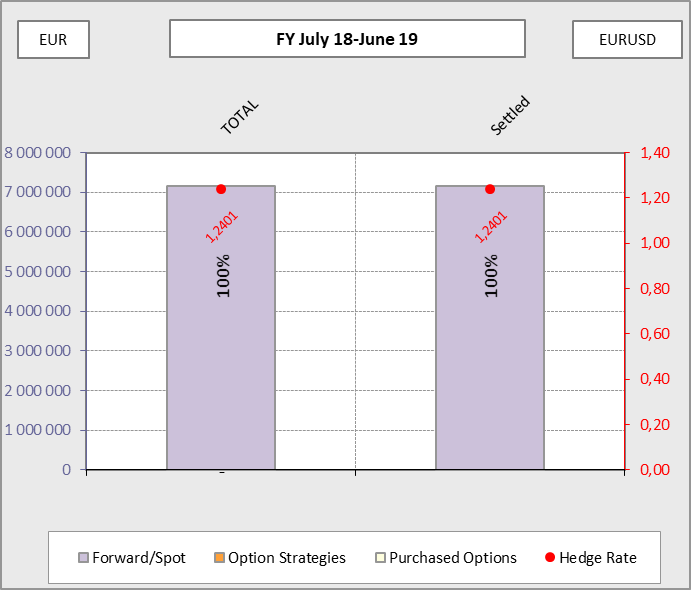 EUR
FY July 18-June 19
EURUSD
TOTAL
Settled
8 000 000
7 000 000
6 000 000
5 000 000
4 000 000
3 000 000
2 000 000
1 000 000
0
1,2401
100%
1,2401
100%
-
1,40
1,20
1,00
0,80
0,60
0,40
0,20
0,00
Forward/Spot
Option Strategies
Purchased Options
Hedge Rate